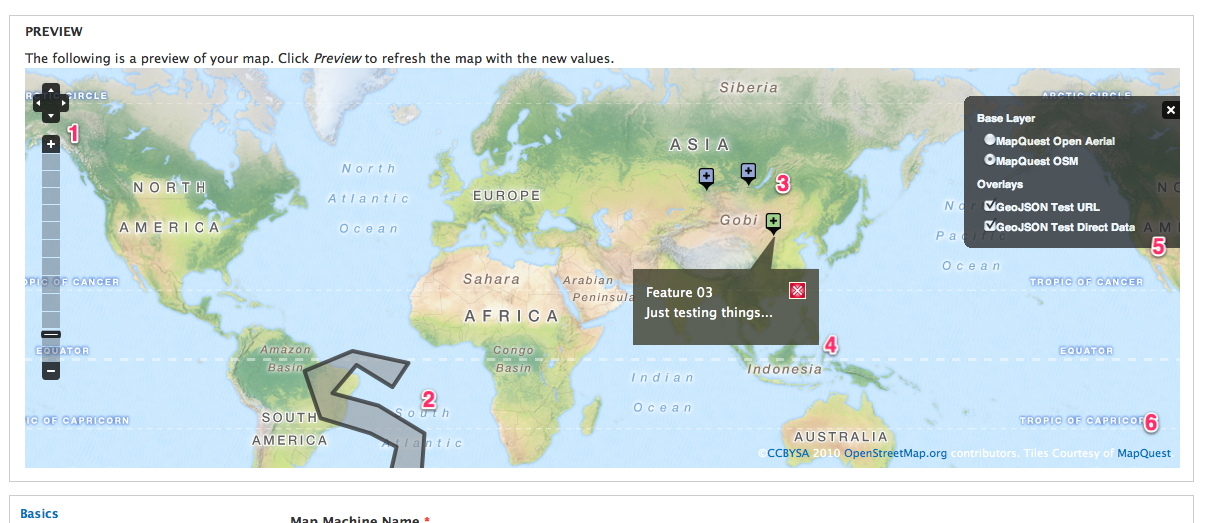 PREVIEW
The following is a preview of your map. Click Preview to refresh the map with the new values.
CIRCLE
ARCTIC CIRCLE
1
Siberia
ASIA
North
Atlantic
Ocean
NORTH
AMERICA
EUROPE
3
Gobi
Base Layer
MapQuest Open Aerial
MapQuest OSM
Overlays
GeoJSON Test URL
GeoJSON Test Direct Data
5
Ocean
OPIC OF CANCER
TROPIC OF CANCER
Sahara
Arabian
Peninsula
AFRICA
Feature 03
Just testing things...
4
EQUATOR
EQUATOR
Amazon
Basin
Congo
Basin
Indonesia
Indian
Ocean
2
South
Atlantic
IC OF CAPRICORN
TROPIC OF CAPRICO
6
SOUTH
AMERICA
AUSTRALIA
©CCBYSA 2010 OpenStreetMap.org contributors. Tiles Courtesy of MapQuest
Basics
Map Machine Name *